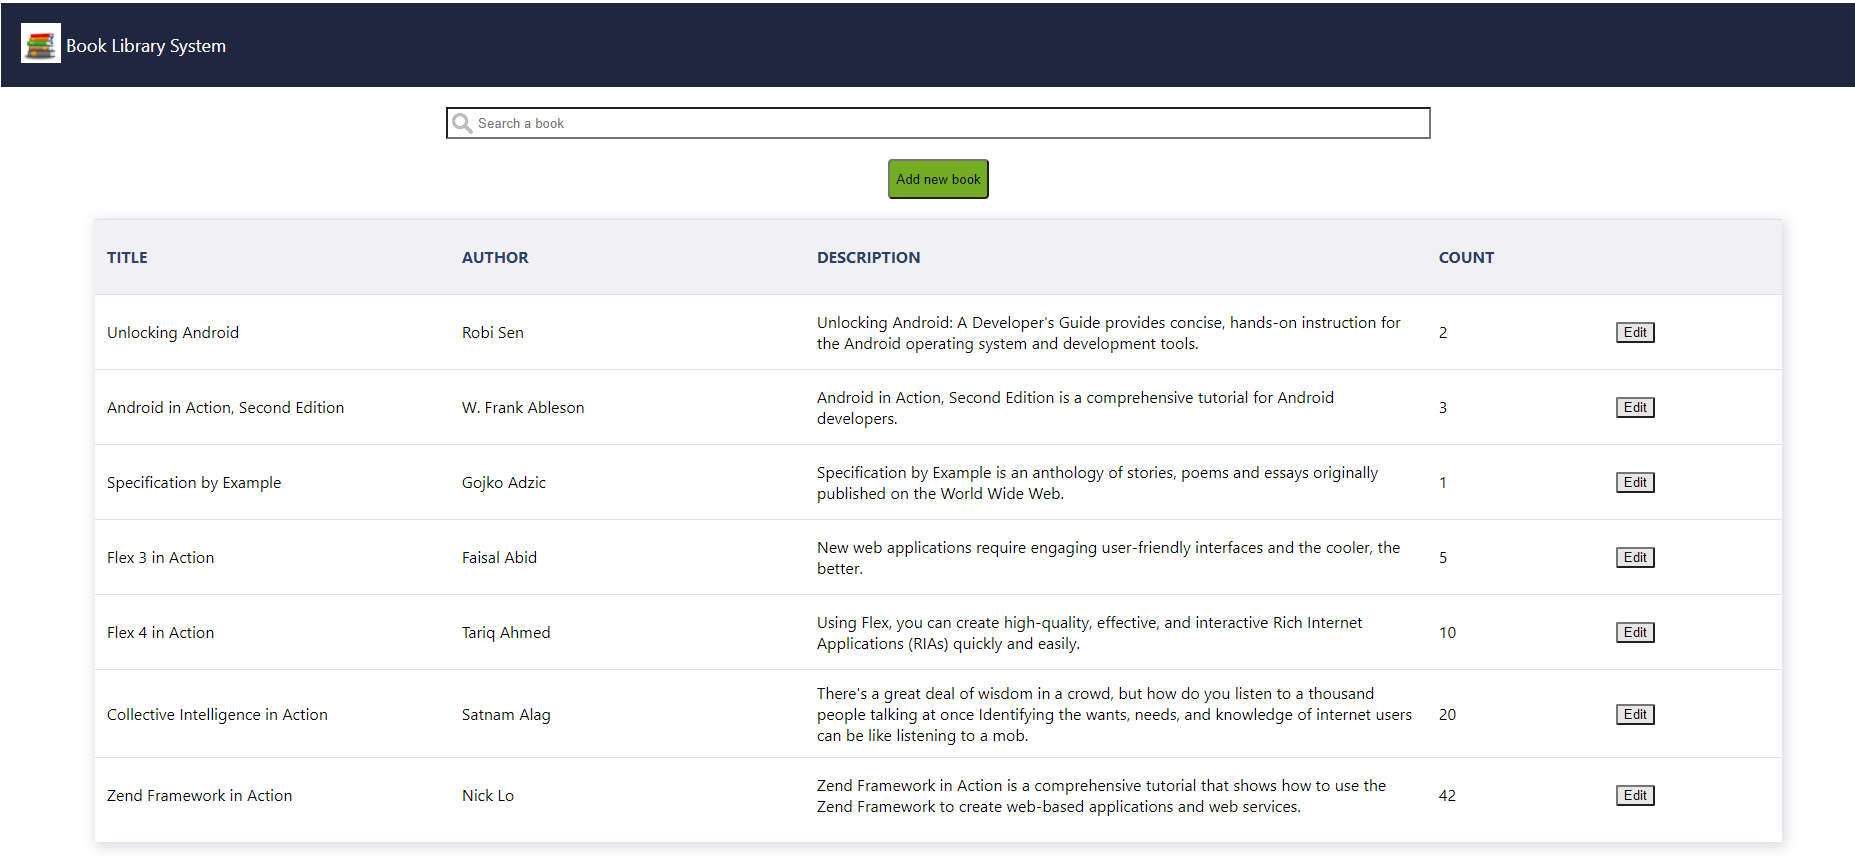 Book Library System
Search a book
Add new book
TITLE AUTHOR DESCRIPTION COUNT
Unlocking Android Robi Sen Unlocking Android: A Developer's Guide provides concise, hands-on instruction for 2 Edit
the Android operating system and development tools.
Android in Action, Second Edition W. Frank Ableson Android in Action, Second Edition is a comprehensive tutorial for Android 3 Edit
developers.
Specification by Example Gojko Adzic Specification by Example is an anthology of stories, poems and essays originally 1 Edit
published on the World Wide Web.
Flex 3 in Action Faisal Abid New web applications require engaging user-friendly interfaces and the cooler, the 5 Edit
better.
Flex 4 in Action Tariq Ahmed Using Flex, you can create high-quality, effective, and interactive Rich Internet 10 Edit
Applications (RIAs) quickly and easily.
There's a great deal of wisdom in a crowd, but how do you listen to a thousand
Collective Intelligence in Action Satnam Alag people talking at once Identifying the wants, needs, and knowledge of internet users 20 Edit
can be like listening to a mob.
Zend Framework in Action Nick Lo Zend Framework in Action is a comprehensive tutorial that shows how to use the 42 Edit
Zend Framework to create web-based applications and web services.